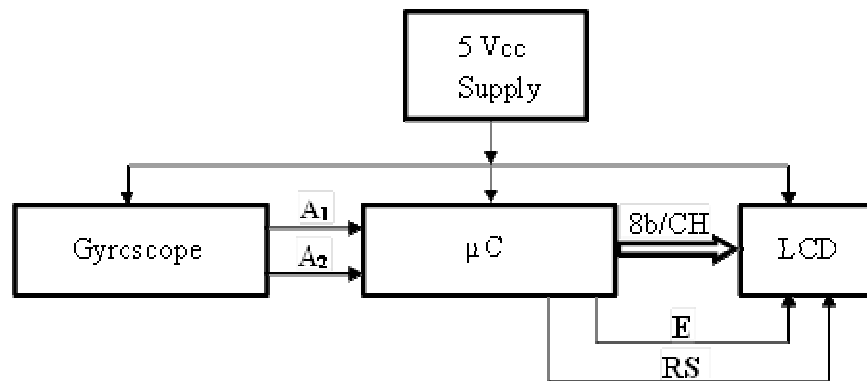 5 Vcc
Supply
A1
A2
Gyrcscope
μC
8b/CH
LCD
E
RS